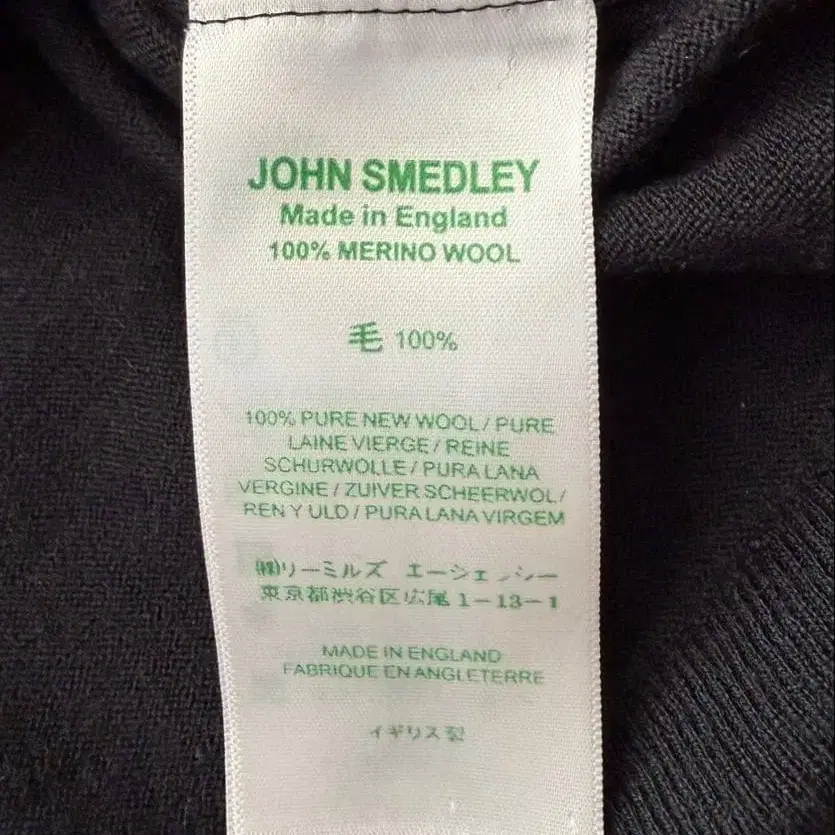 JOHN SMEDLEY
Made in England
100% MERINO WOOL
毛 100%
100% PURE NEW WOOL / PURE
LAINE VIERGE / REINE
SCHURWOLLE / PURA LANA
VERGINE / ZUIVER SCHEERWOL /
REN Y ULD / PURA LANA VIRGEM
㈱リーミルズ エージェンシー
東京都渋谷区広尾 1-13-1
MADE IN ENGLAND
FABRIQUE EN ANGLETERRE
イギリス製